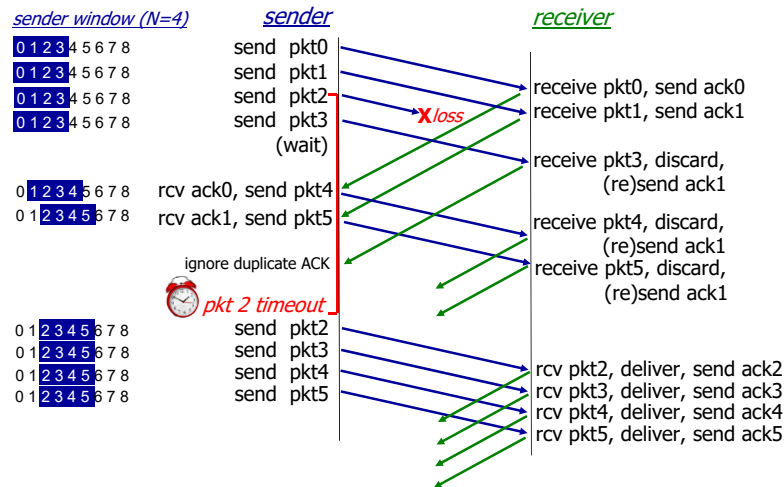 sender window (N=4)
sender
receiver
0 1 2 3 4 5 6 7 8
send pkt0
0 1 2 3 4 5 6 7 8
send pkt1
0 1 2 3 4 5 6 7 8
send pkt2
0 1 2 3 4 5 6 7 8
send pkt3
(wait)
X loss
receive pkt0, send ack0
receive pkt1, send ack1
receive pkt3, discard,
(re)send ack1
0 1 2 3 4 5 6 7 8
rcv ack0, send pkt4
0 1 2 3 4 5 6 7 8
rcv ack1, send pkt5
receive pkt4, discard,
(re)send ack1
receive pkt5, discard,
(re)send ack1
ignore duplicate ACK
pkt 2 timeout
0 1 2 3 4 5 6 7 8
send pkt2
0 1 2 3 4 5 6 7 8
send pkt3
0 1 2 3 4 5 6 7 8
send pkt4
0 1 2 3 4 5 6 7 8
send pkt5
rcv pkt2, deliver, send ack2
rcv pkt3, deliver, send ack3
rcv pkt4, deliver, send ack4
rcv pkt5, deliver, send ack5